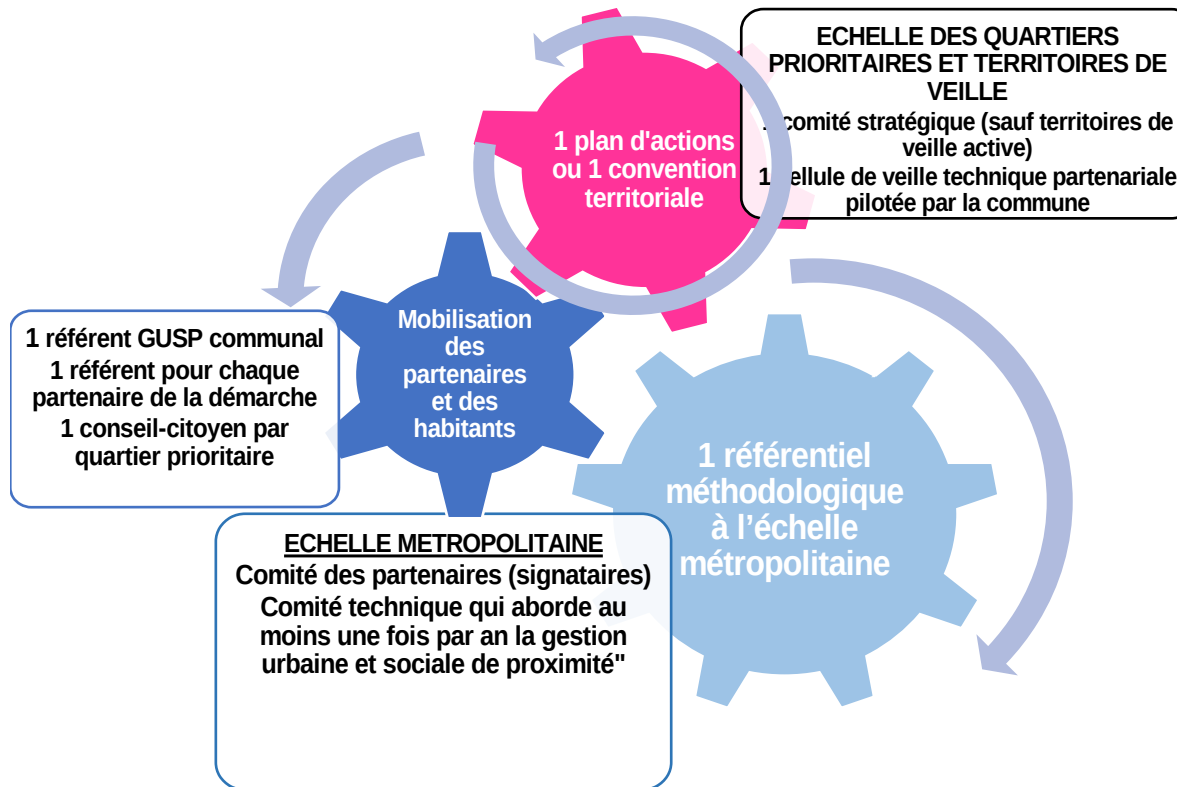 ECHELLE DES QUARTIERS
PRIORITAIRES ET TERRITOIRES DE
VEILLE
1 comité stratégique (sauf territoires de
veille active)
1 cellule de veille technique partenariale
pilotée par la commune
1 plan d'actions
ou 1 convention
territoriale
Mobilisation
des
partenaires
et des
habitants
1 référent GUSP communal
1 référent pour chaque
partenaire de la démarche
1 conseil-citoyen par
quartier prioritaire
1 référentiel
méthodologique
à l’échelle
métropolitaine
ECHELLE METROPOLITAINE
Comité des partenaires (signataires)
Comité technique qui aborde au
moins une fois par an la gestion
urbaine et sociale de proximité"